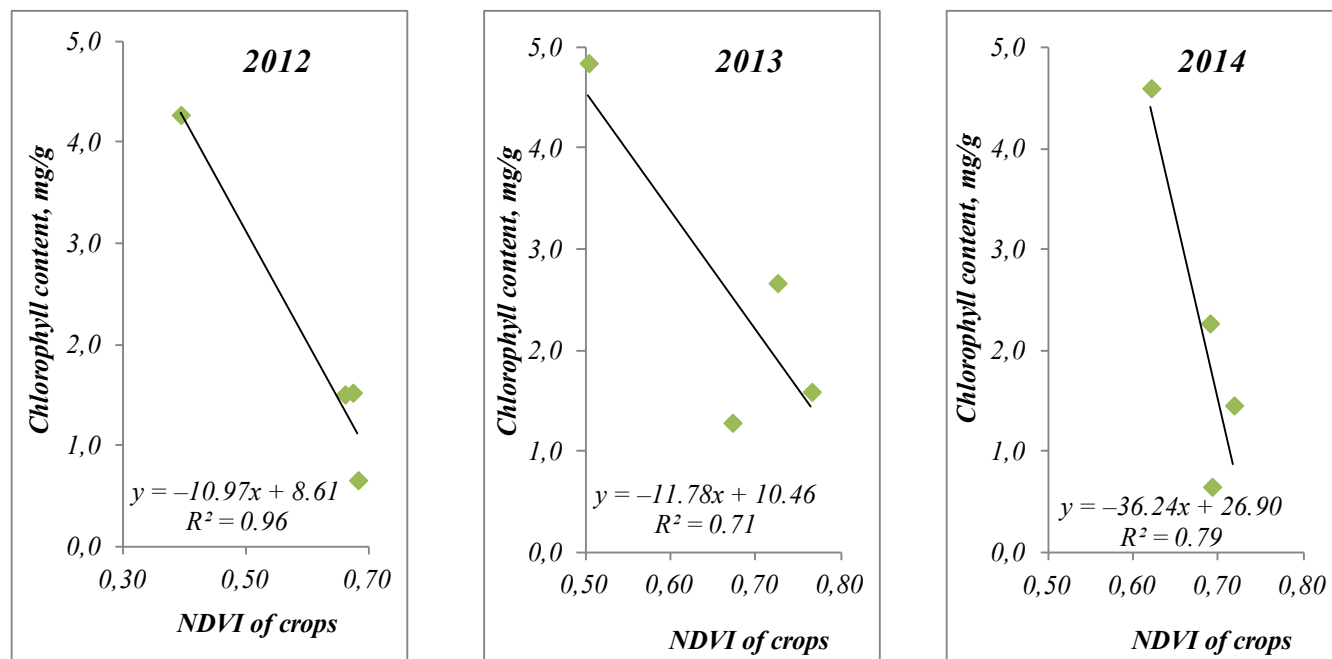 2012
5,0
4,0
3,0
2,0
1,0
0,0
Chlorophyll content, mg/g
y = –10.97x + 8.61
R² = 0.96
0,30 0,50 0,70
NDVI of crops
2013
5,0
4,0
3,0
2,0
1,0
0,0
Chlorophyll content, mg/g
y = –11.78x + 10.46
R² = 0.71
0,50 0,60 0,70 0,80
NDVI of crops
2014
5,0
4,0
3,0
2,0
1,0
0,0
Chlorophyll content, mg/g
y = –36.24x + 26.90
R² = 0.79
0,50 0,60 0,70 0,80
NDVI of crops